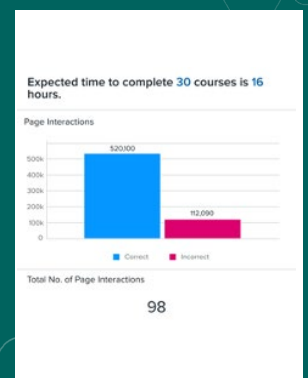 Expected time to complete 30 courses is 16
hours.
Page Interactions
520,100
500k
400k
300k
200k
112,090
100k
0
Correct Incorrect
Total No. of Page Interactions
98